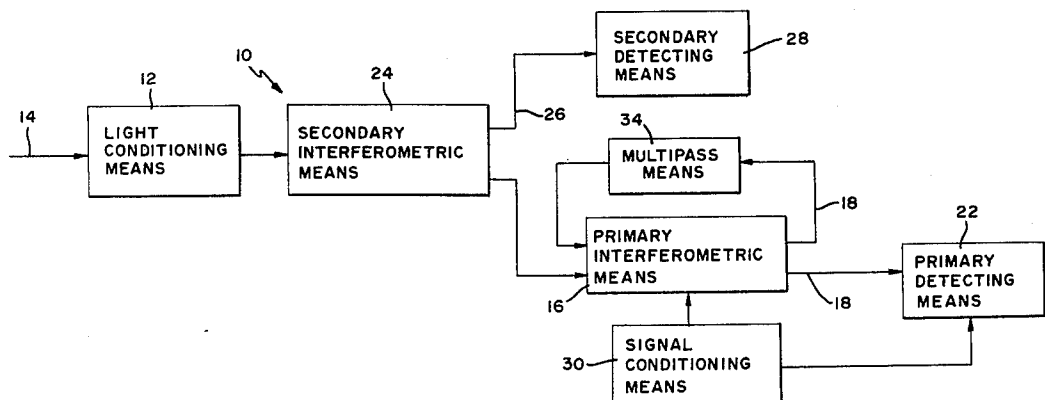 10
12
14
LIGHT
CONDITIONING
MEANS
24
SECONDARY
INTERFEROMETRIC
MEANS
26
SECONDARY
DETECTING
MEANS
28
34
MULTIPASS
MEANS
18
PRIMARY
INTERFEROMETRIC
MEANS
16
18
22
PRIMARY
DETECTING
MEANS
30
SIGNAL
CONDITIONING
MEANS